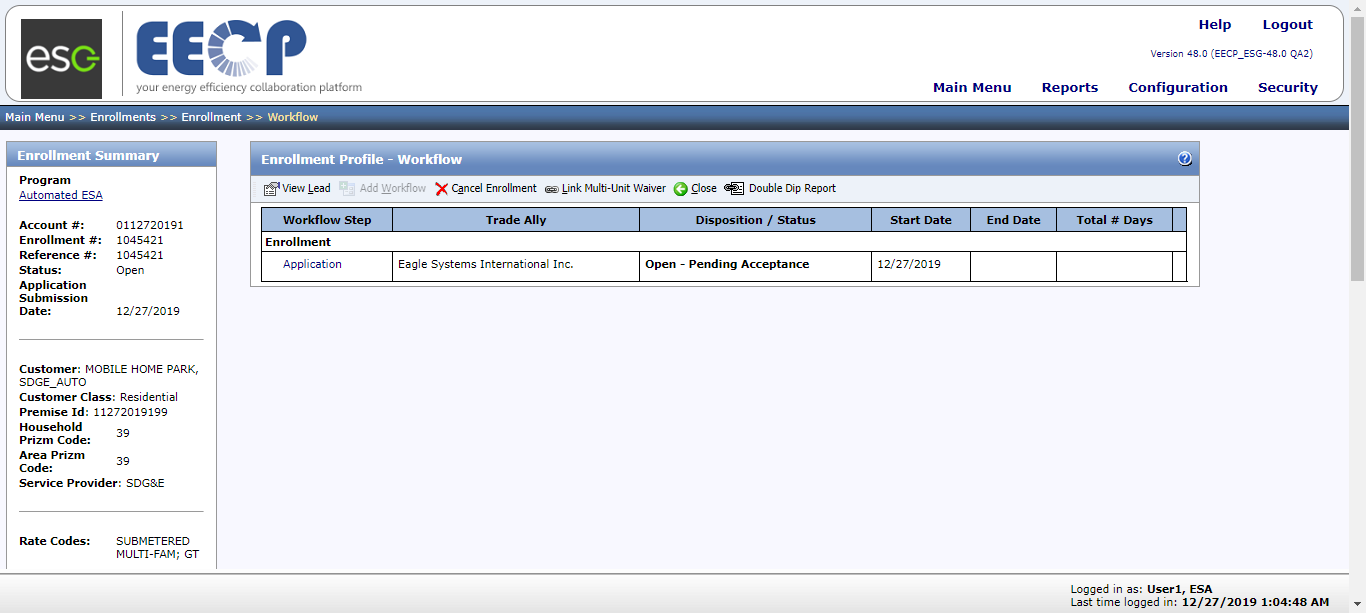 Help Logout
esc
EECP
Version 48.0 (EECP_ESG-48.0 QA2)
your energy efficiency collaboration platform
Main Menu Reports Configuration Security
Main Menu >> Enrollments >> Enrollment >> Workflow
Enrollment Summary
Program
Automated ESA
Account #: 0112720191
Enrollment #: 1045421
Reference #: 1045421
Status: Open
Application
Submission
Date: 12/27/2019
Customer: MOBILE HOME PARK,
SDGE_AUTO
Customer Class: Residential
Premise Id: 11272019199
Household
Prizm Code: 39
Area Prizm
Code: 39
Service Provider: SDG&E
Rate Codes: SUBMETERED
MULTI-FAM; GT
Enrollment Profile - Workflow
View Lead Add Workflow Cancel Enrollment Link Multi-Unit Waiver Close Double Dip Report
Workflow Step Trade Ally Disposition / Status Start Date End Date Total # Days
Enrollment
Application Eagle Systems International Inc. Open - Pending Acceptance 12/27/2019
Logged in as: User1, ESA
Last time logged in: 12/27/2019 1:04:48 AM